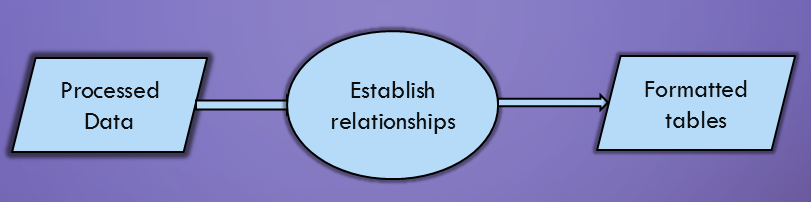 Processed
Data
Establish
relationships
Formatted
tables